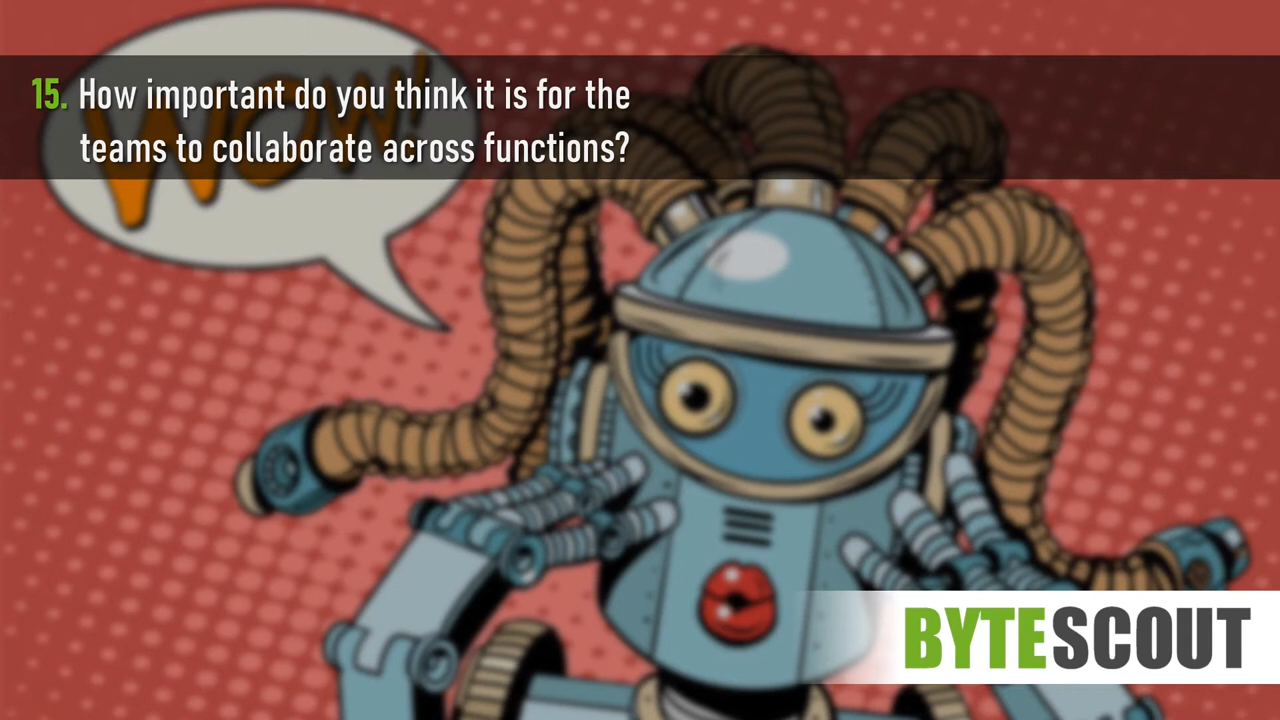 WOW!
15. How important do you think it is for the
teams to collaborate across functions?
BYTESCOUT